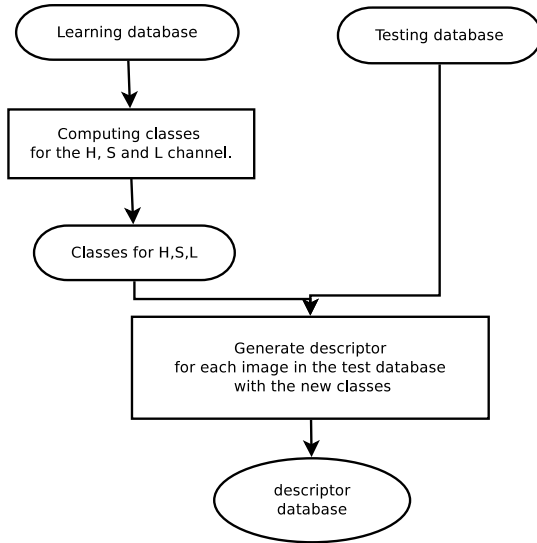 Learning database
Testing database
Computing classes
for the H, S and L channel.
Classes for H,S,L
Generate descriptor
for each image in the test database
with the new classes
descriptor
database